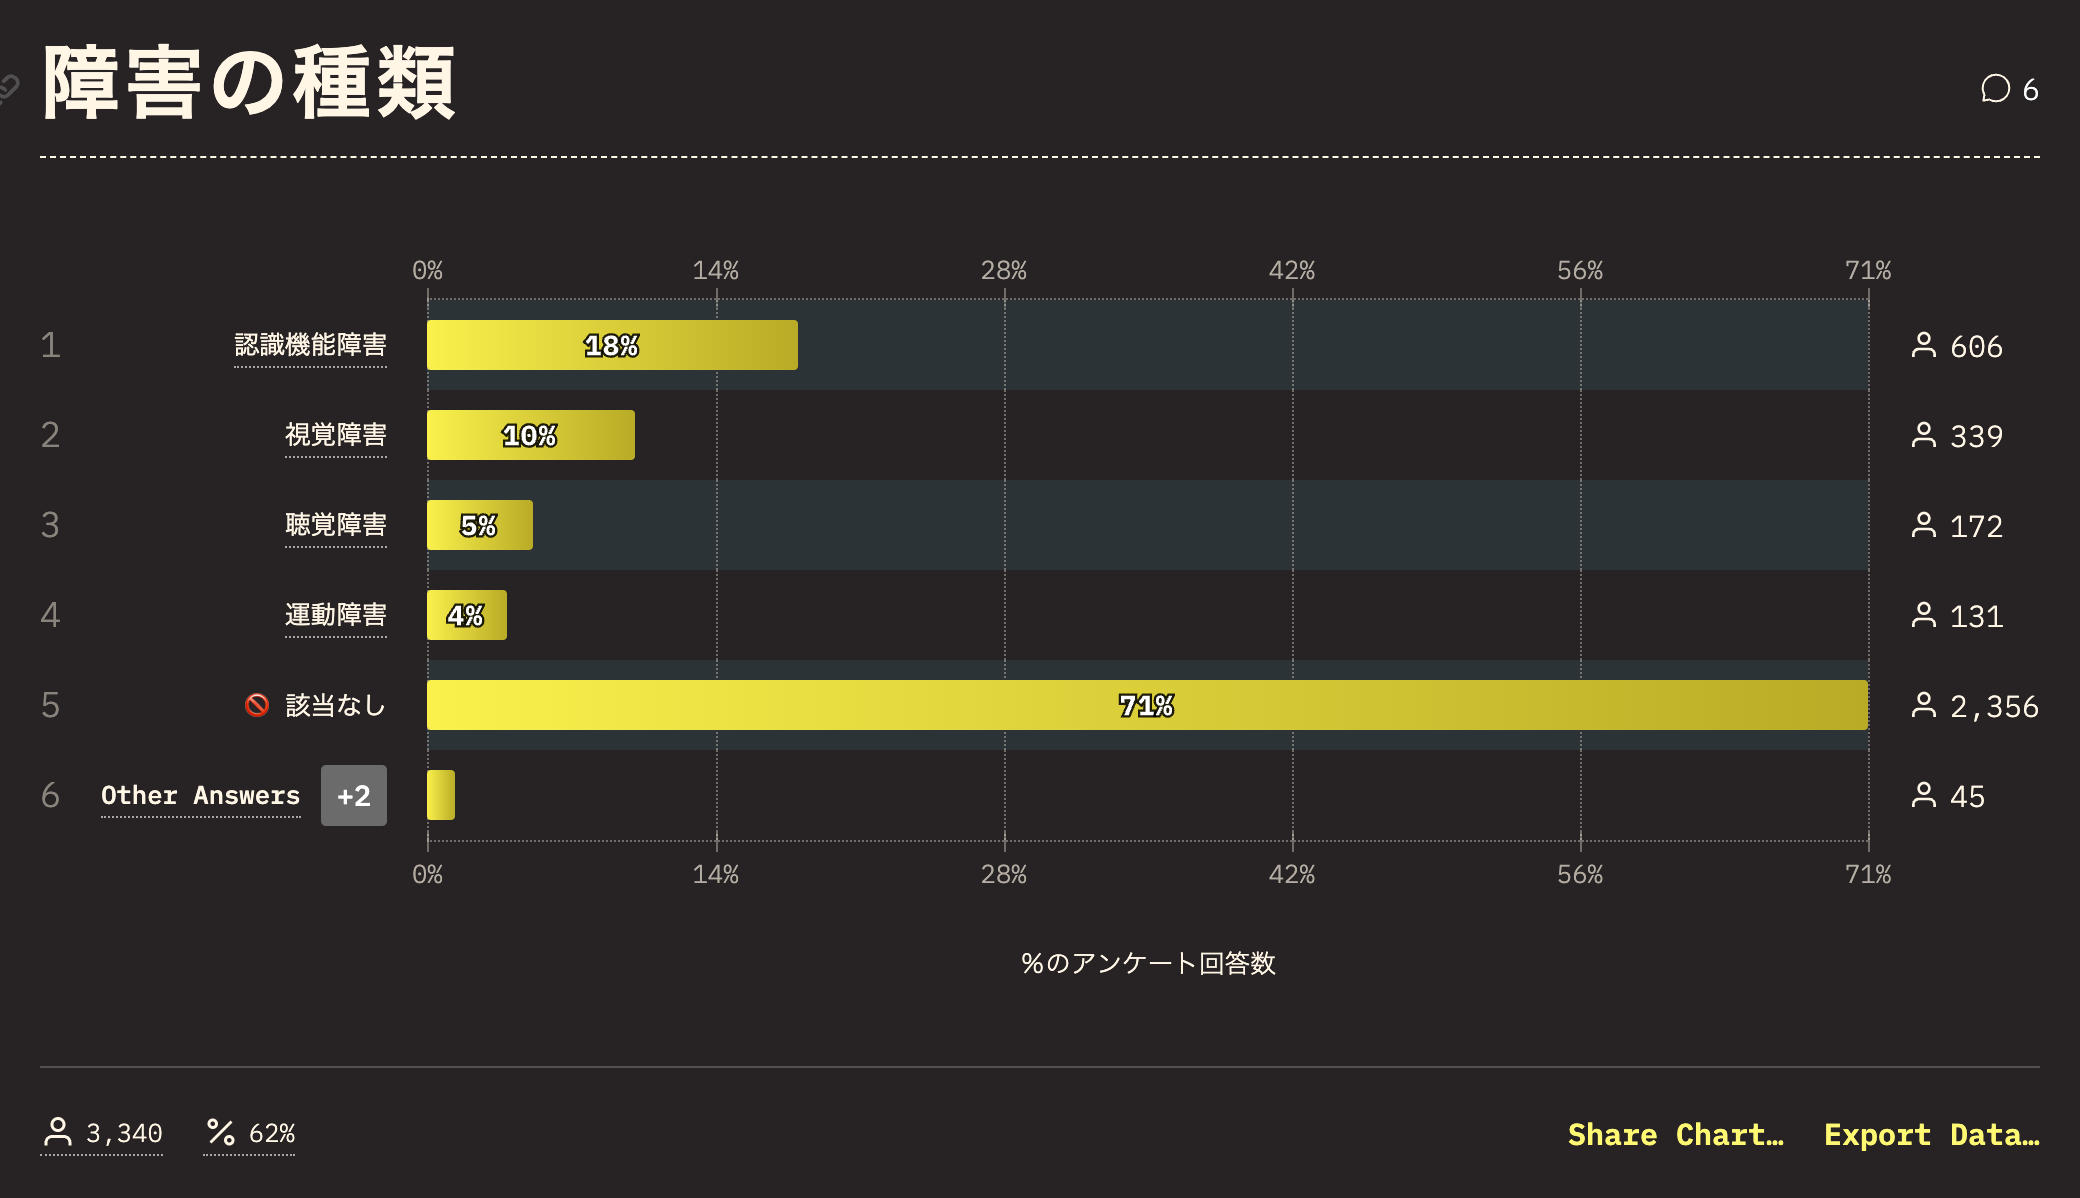 障害の種類
6
0% 14% 28% 42% 56% 71%
1 認識機能障害 18% 606
2 視覚障害 10% 339
3 聴覚障害 5% 172
4 運動障害 4% 131
5 該当なし 71% 2,356
6 Other Answers +2 45
0% 14% 28% 42% 56% 71%
%のアンケート回答数
3,340 % 62% Share Chart… Export Data…